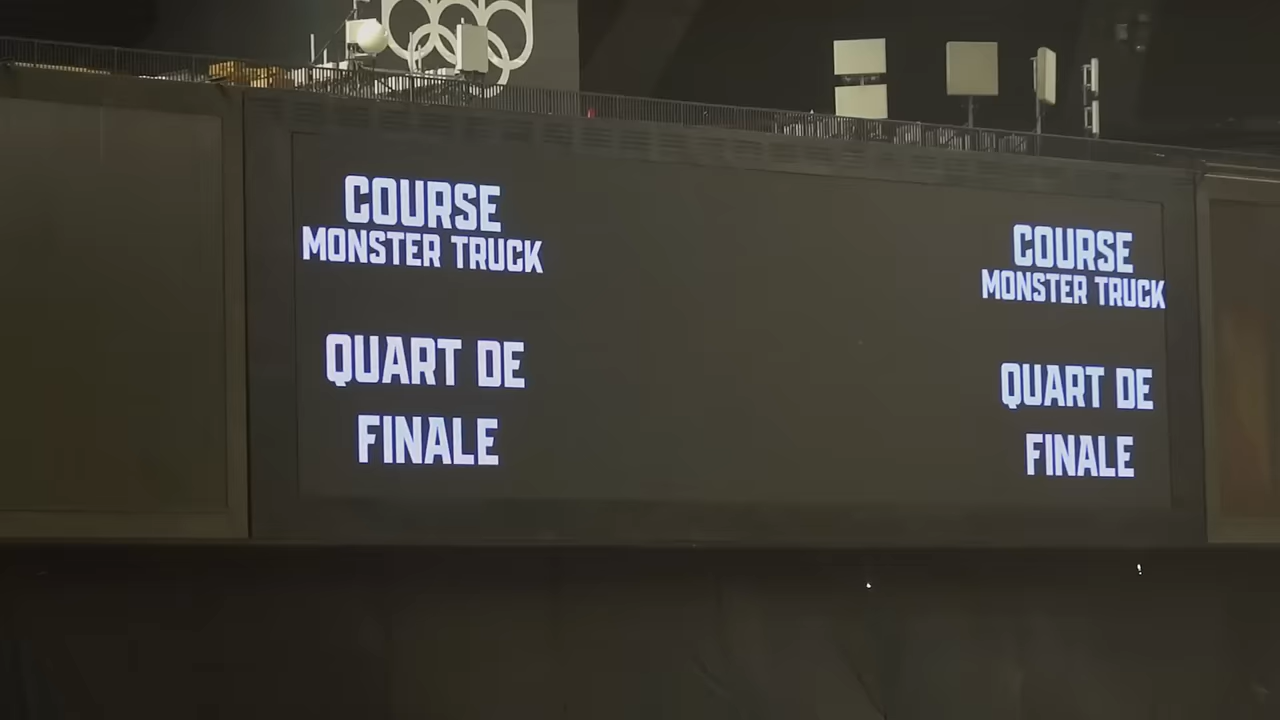 COURSE
MONSTER TRUCK
QUART DE
FINALE
COURSE
MONSTER TRUCK
QUART DE
FINALE